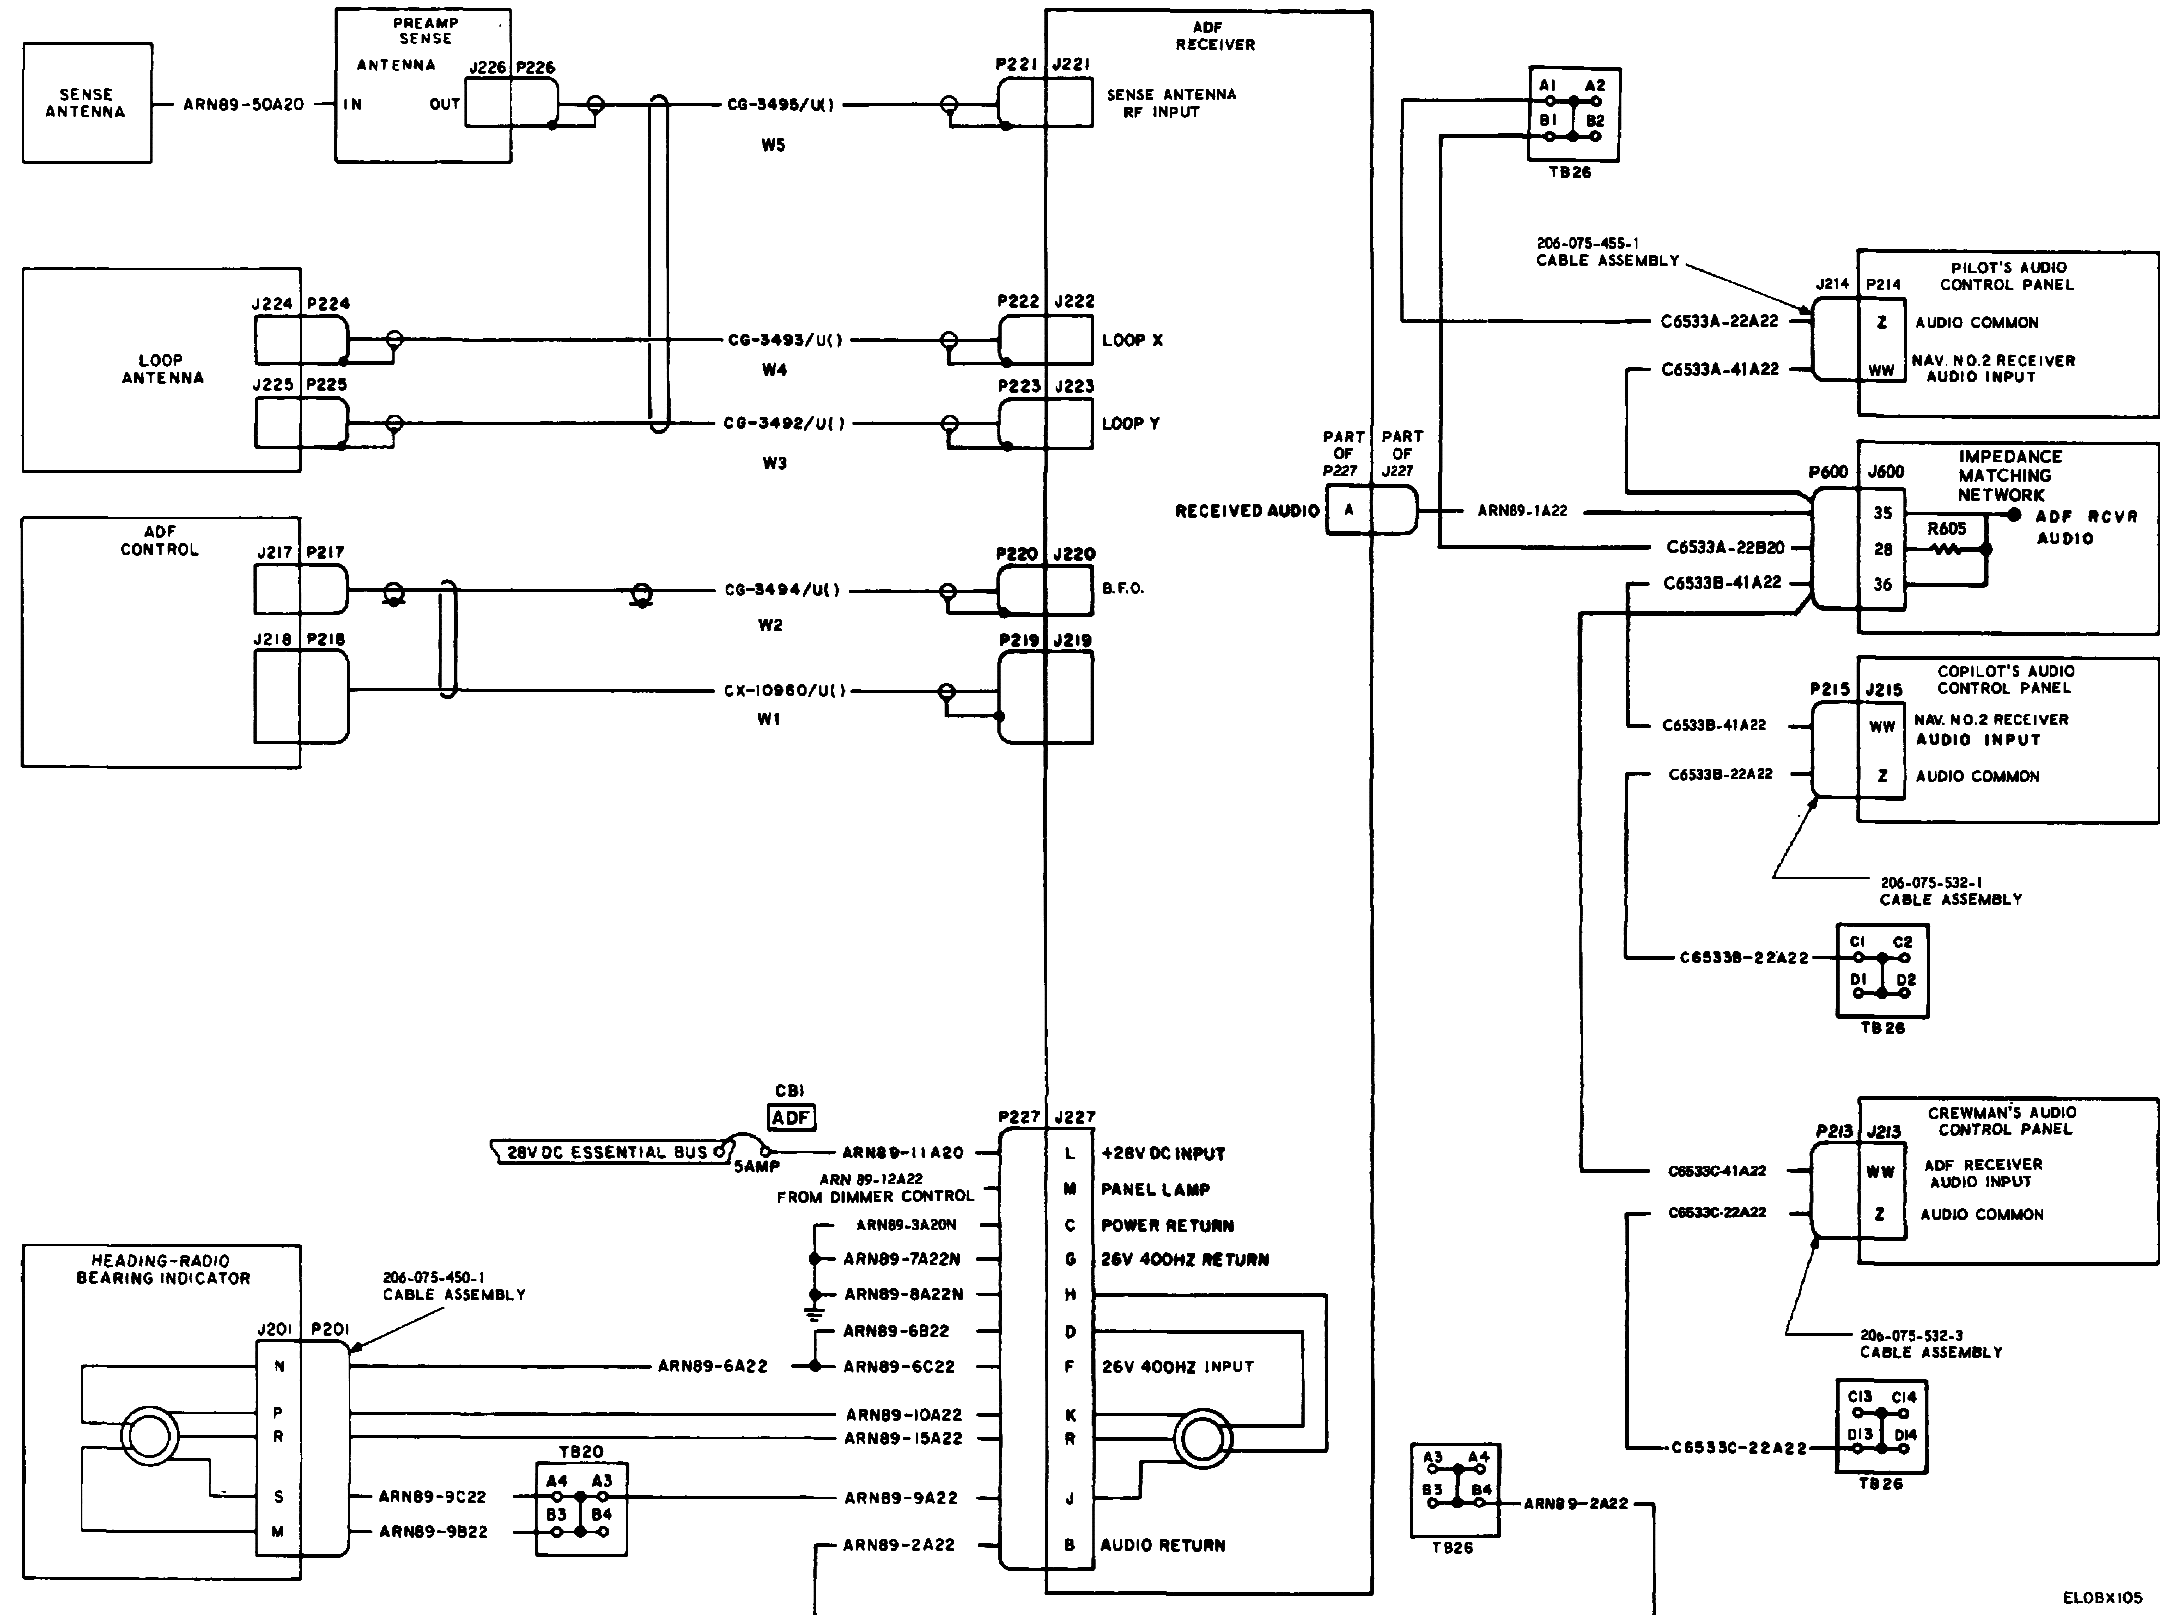 PREAMP
SENSE
ANTENNA
IN
OUT
J226 P226
SENSE
ANTENNA
ARN89-50A20
CG-3495/U()
W5
P221 J221
ADF
RECEIVER
SENSE ANTENNA
RF INPUT
A1 A2
B1 B2
TB26
J224 P224
LOOP
ANTENNA
J225 P225
CG-3493/U()
W4
P222 J222
LOOP X
CG-3492/U()
W3
P223 J223
LOOP Y
206-075-455-1
CABLE ASSEMBLY
PILOT'S AUDIO
CONTROL PANEL
J214 P214
C6533A-22A22
Z AUDIO COMMON
C6533A-41A22
WW NAV. NO.2 RECEIVER
AUDIO INPUT
PART OF P227
PART OF J227
RECEIVED AUDIO
A
ARN89-1A22
P600 J600
IMPEDANCE
MATCHING
NETWORK
35
R605
ADF RCVR
AUDIO
C6533A-22B20
28
C6533B-41A22
36
ADF
CONTROL
J217 P217
CG-3494/U()
W2
P220 J220
B.F.O.
J218 P218
CX-10960/U()
W1
P219 J219
COPILOT'S AUDIO
CONTROL PANEL
P215 J215
C6533B-41A22
WW NAV. NO.2 RECEIVER
AUDIO INPUT
C6533B-22A22
Z AUDIO COMMON
206-075-532-1
CABLE ASSEMBLY
C6533B-22A22
C1 C2
D1 D2
TB26
CB1
ADF
28V DC ESSENTIAL BUS
5AMP
P227 J227
ARN89-11A20
L +28V DC INPUT
ARN 89-12A22
FROM DIMMER CONTROL
M PANEL LAMP
ARN89-3A20N
C POWER RETURN
ARN89-7A22N
G 26V 400HZ RETURN
ARN89-8A22N
H
ARN89-6B22
D
ARN89-6A22
ARN89-6C22
F 26V 400HZ INPUT
ARN89-10A22
K
ARN89-15A22
R
ARN89-9A22
J
ARN89-2A22
B AUDIO RETURN
HEADING-RADIO
BEARING INDICATOR
206-075-450-1
CABLE ASSEMBLY
J201 P201
N
P
R
S
M
ARN89-9C22
ARN89-9B22
TB20
A4 A3
B3 B4
CREWMAN'S AUDIO
CONTROL PANEL
P213 J213
C6533C-41A22
WW ADF RECEIVER
AUDIO INPUT
C6533C-22A22
Z AUDIO COMMON
206-075-532-3
CABLE ASSEMBLY
C6533C-22A22
C13 C14
D13 D14
TB26
A3 A4
B3 B4
TB26
ARN89-2A22
EL0BX105